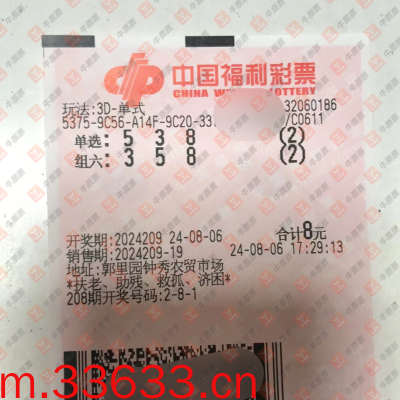 中国福利彩票
CHINA W LOTTERY
玩法:3D-单式
32060186
5375-9C56-A14F-9C20-33
/C0611
单选: 5 3 8 (2)
组六: 3 5 8 (2)
开奖期:2024209 24-08-06 合计8元
销售期:2024209-19 24-08-06 17:29:13
地址:郭里园钟秀农贸市场
*扶老、助残、救孤、济困*
208期开奖号码:2-8-1
m.33633.cn